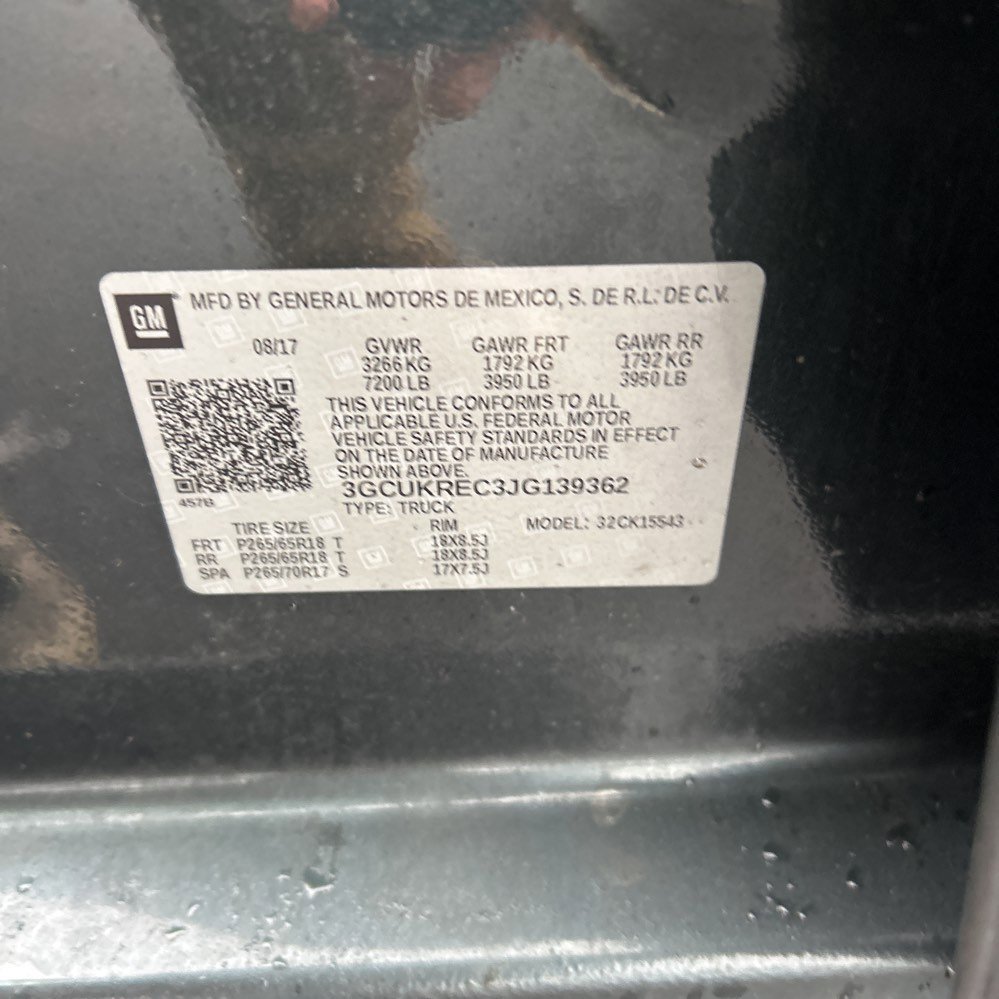 GM
MFD BY GENERAL MOTORS DE MEXICO, S. DE R.L. DE C.V.
08/17 GVWR GAWR FRT GAWR RR
3266 KG 1792 KG 1792 KG
7200 LB 3950 LB 3950 LB
THIS VEHICLE CONFORMS TO ALL
APPLICABLE U.S. FEDERAL MOTOR
VEHICLE SAFETY STANDARDS IN EFFECT
ON THE DATE OF MANUFACTURE
SHOWN ABOVE.
3GCUKREC3JG139362
TYPE: TRUCK
TIRE SIZE RIM MODEL: 32CK15543
FRT P265/65R18 T 18X8.5J
RR P265/65R18 T 18X8.5J
SPA P265/70R17 S 17X7.5J